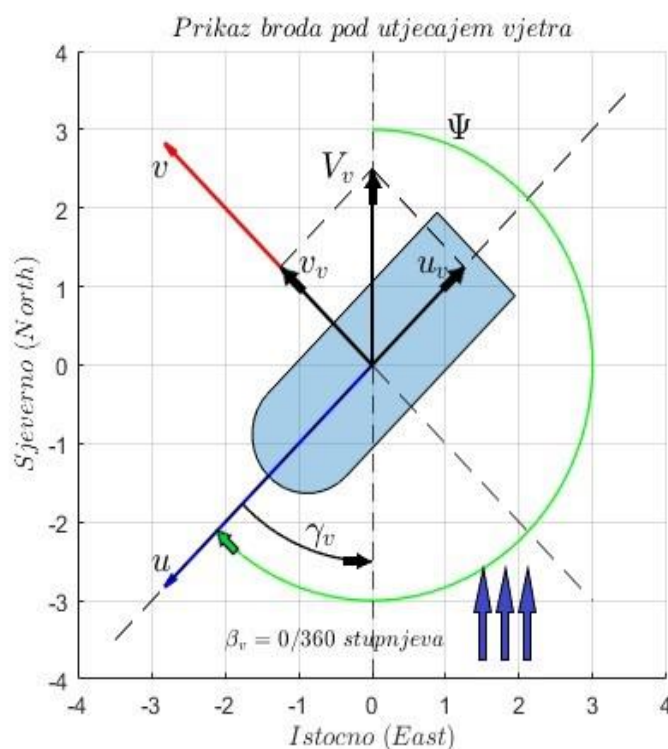 Prikaz broda pod utjecajem vjetra
4
3
2
1
0
-1
-2
-3
-4
Sjeverno (North)
Ψ
v
V_v
v_v
u_v
γ_v
u
β_v = 0/360 stupnjeva
-4 -3 -2 -1 0 1 2 3 4
Istocno (East)